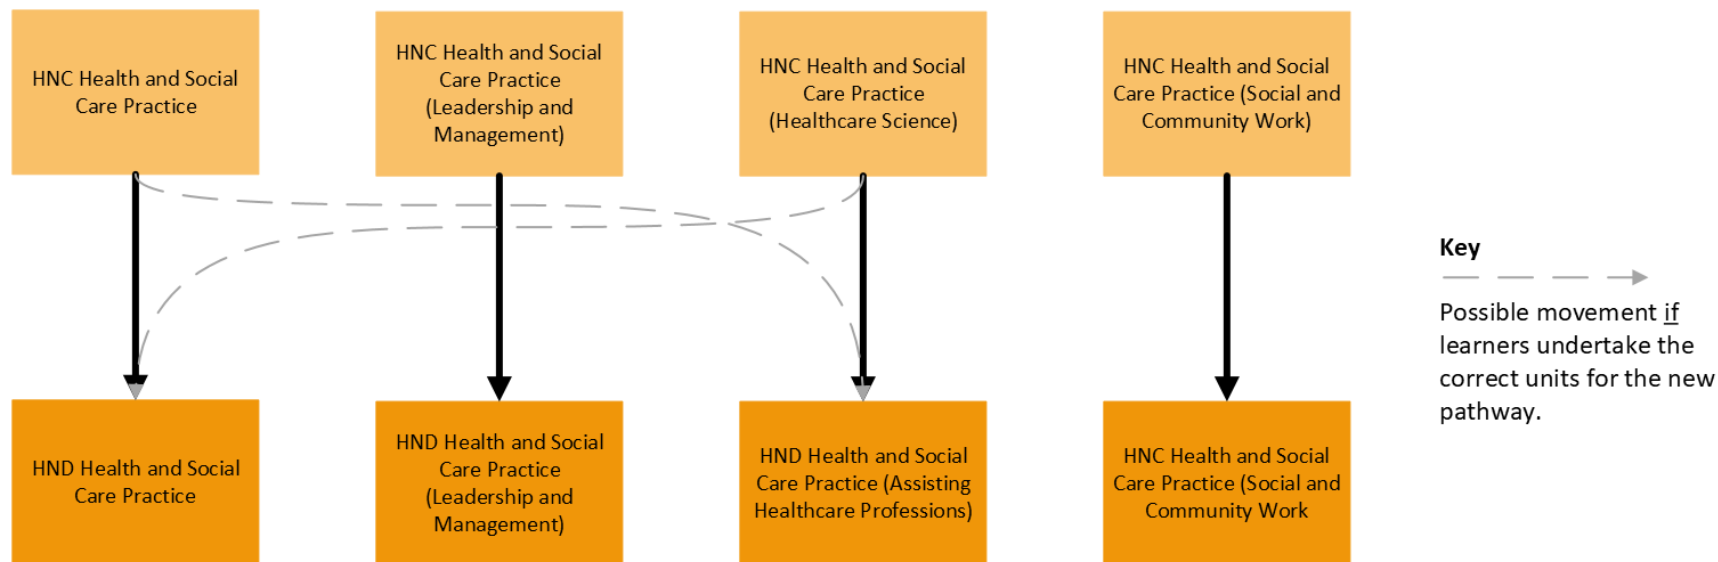 HNC Health and Social
Care Practice
HNC Health and Social
Care Practice
(Leadership and
Management)
HNC Health and Social
Care Practice
(Healthcare Science)
HNC Health and Social
Care Practice (Social and
Community Work)
Key
Possible movement if
learners undertake the
correct units for the new
pathway.
HND Health and Social
Care Practice
HND Health and Social
Care Practice
(Leadership and
Management)
HND Health and Social
Care Practice (Assisting
Healthcare Professions)
HNC Health and Social
Care Practice (Social and
Community Work